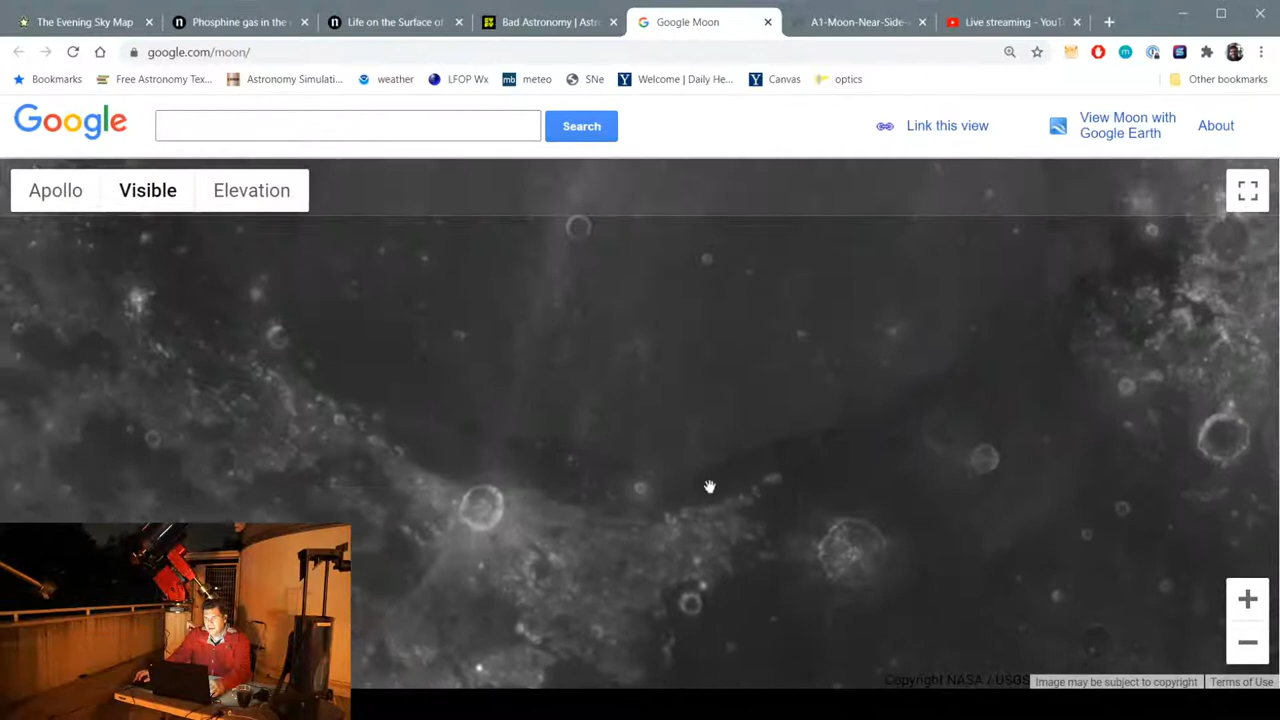 The Evening Sky Map
Phosphine gas in the
Life on the Surface of
Bad Astronomy | Astr
Google Moon
A1-Moon-Near-Side-
Live streaming - YouTu
google.com/moon/
Bookmarks
Free Astronomy Tex...
Astronomy Simulati...
weather
LFOP Wx
mb meteo
SNe
Y Welcome | Daily He...
Y Canvas
optics
Other bookmarks
Google
Search
Link this view
View Moon with
Google Earth
About
Apollo
Visible
Elevation
Copyright NASA / USGS
Image may be subject to copyright
Terms of Use